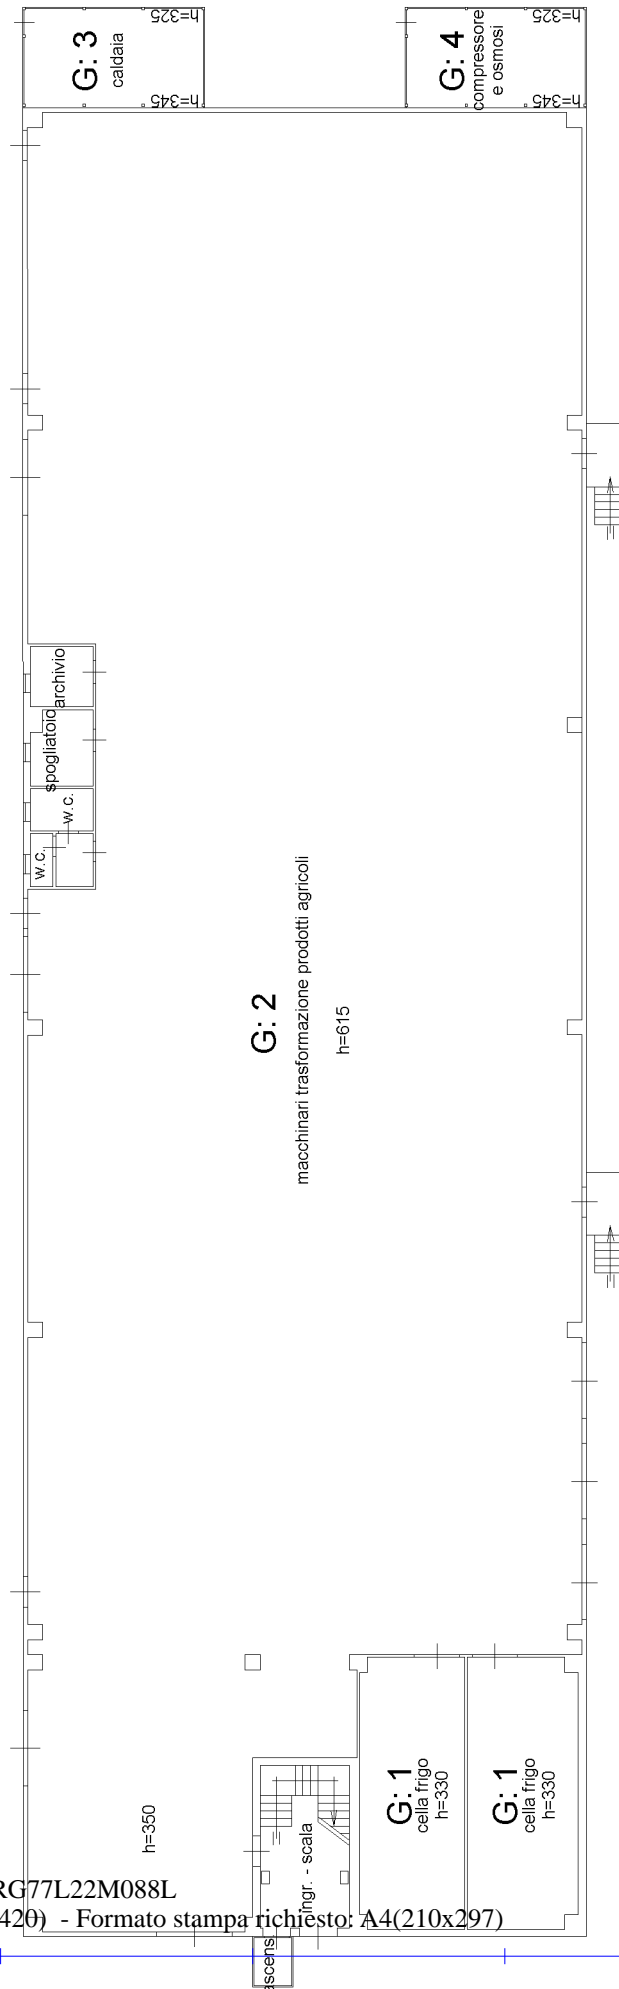 G: 3
caldaia
h=325
h=345
G: 4
compressore
e osmosi
h=325
h=345
archivio
spogliatoio
w.c.
w.c.
G: 2
macchinari trasformazione prodotti agricoli
h=615
h=350
ingr. - scala
G: 1
cella frigo
h=330
G: 1
cella frigo
h=330
RG77L22M088L
420) - Formato stampa richiesto: A4(210x297)
ascens.